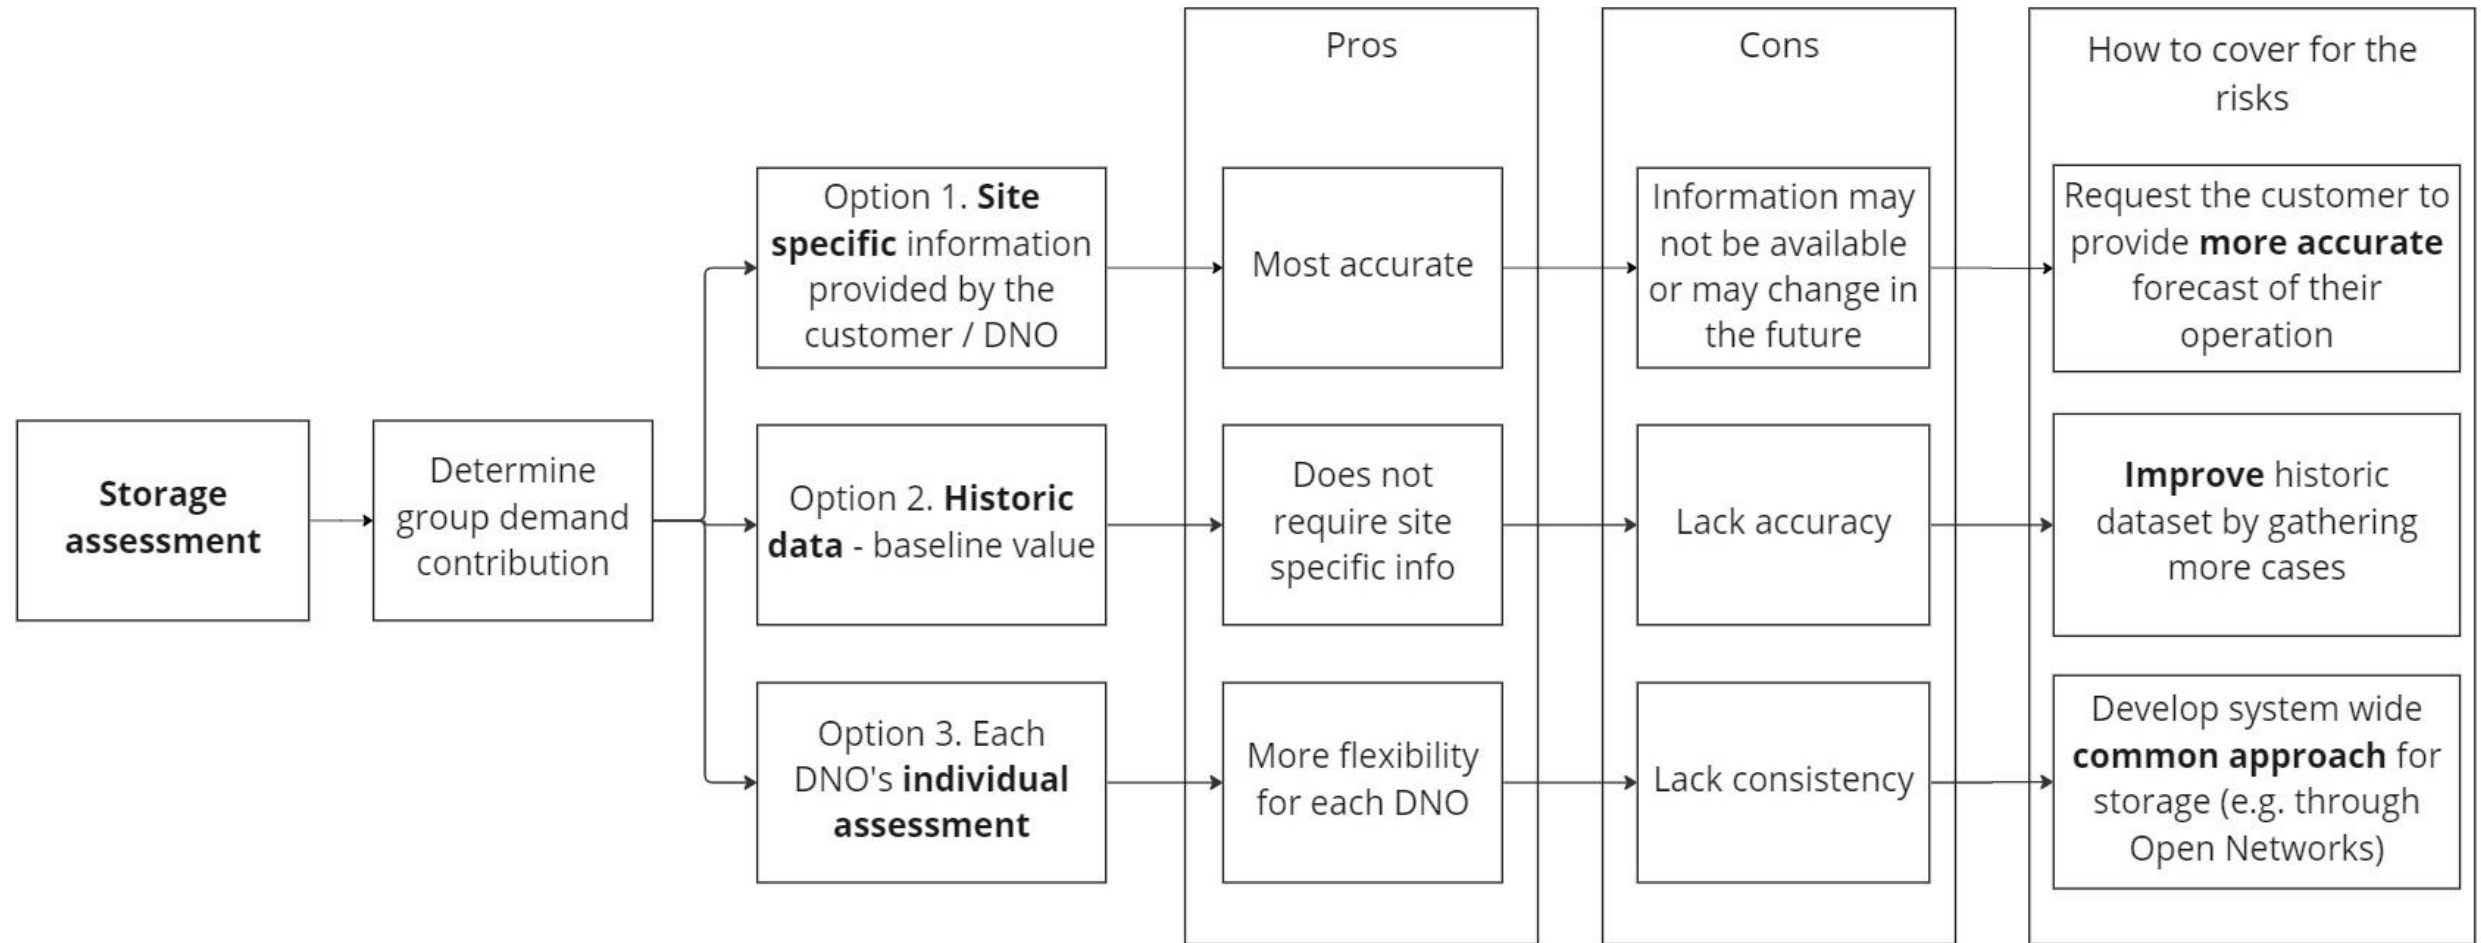 Pros
Cons
How to cover for the
risks
Storage
assessment
Determine
group demand
contribution
Option 1. Site
specific information
provided by the
customer / DNO
Most accurate
Information may
not be available
or may change in
the future
Request the customer to
provide more accurate
forecast of their
operation
Option 2. Historic
data - baseline value
Does not
require site
specific info
Lack accuracy
Improve historic
dataset by gathering
more cases
Option 3. Each
DNO's individual
assessment
More flexibility
for each DNO
Lack consistency
Develop system wide
common approach for
storage (e.g. through
Open Networks)